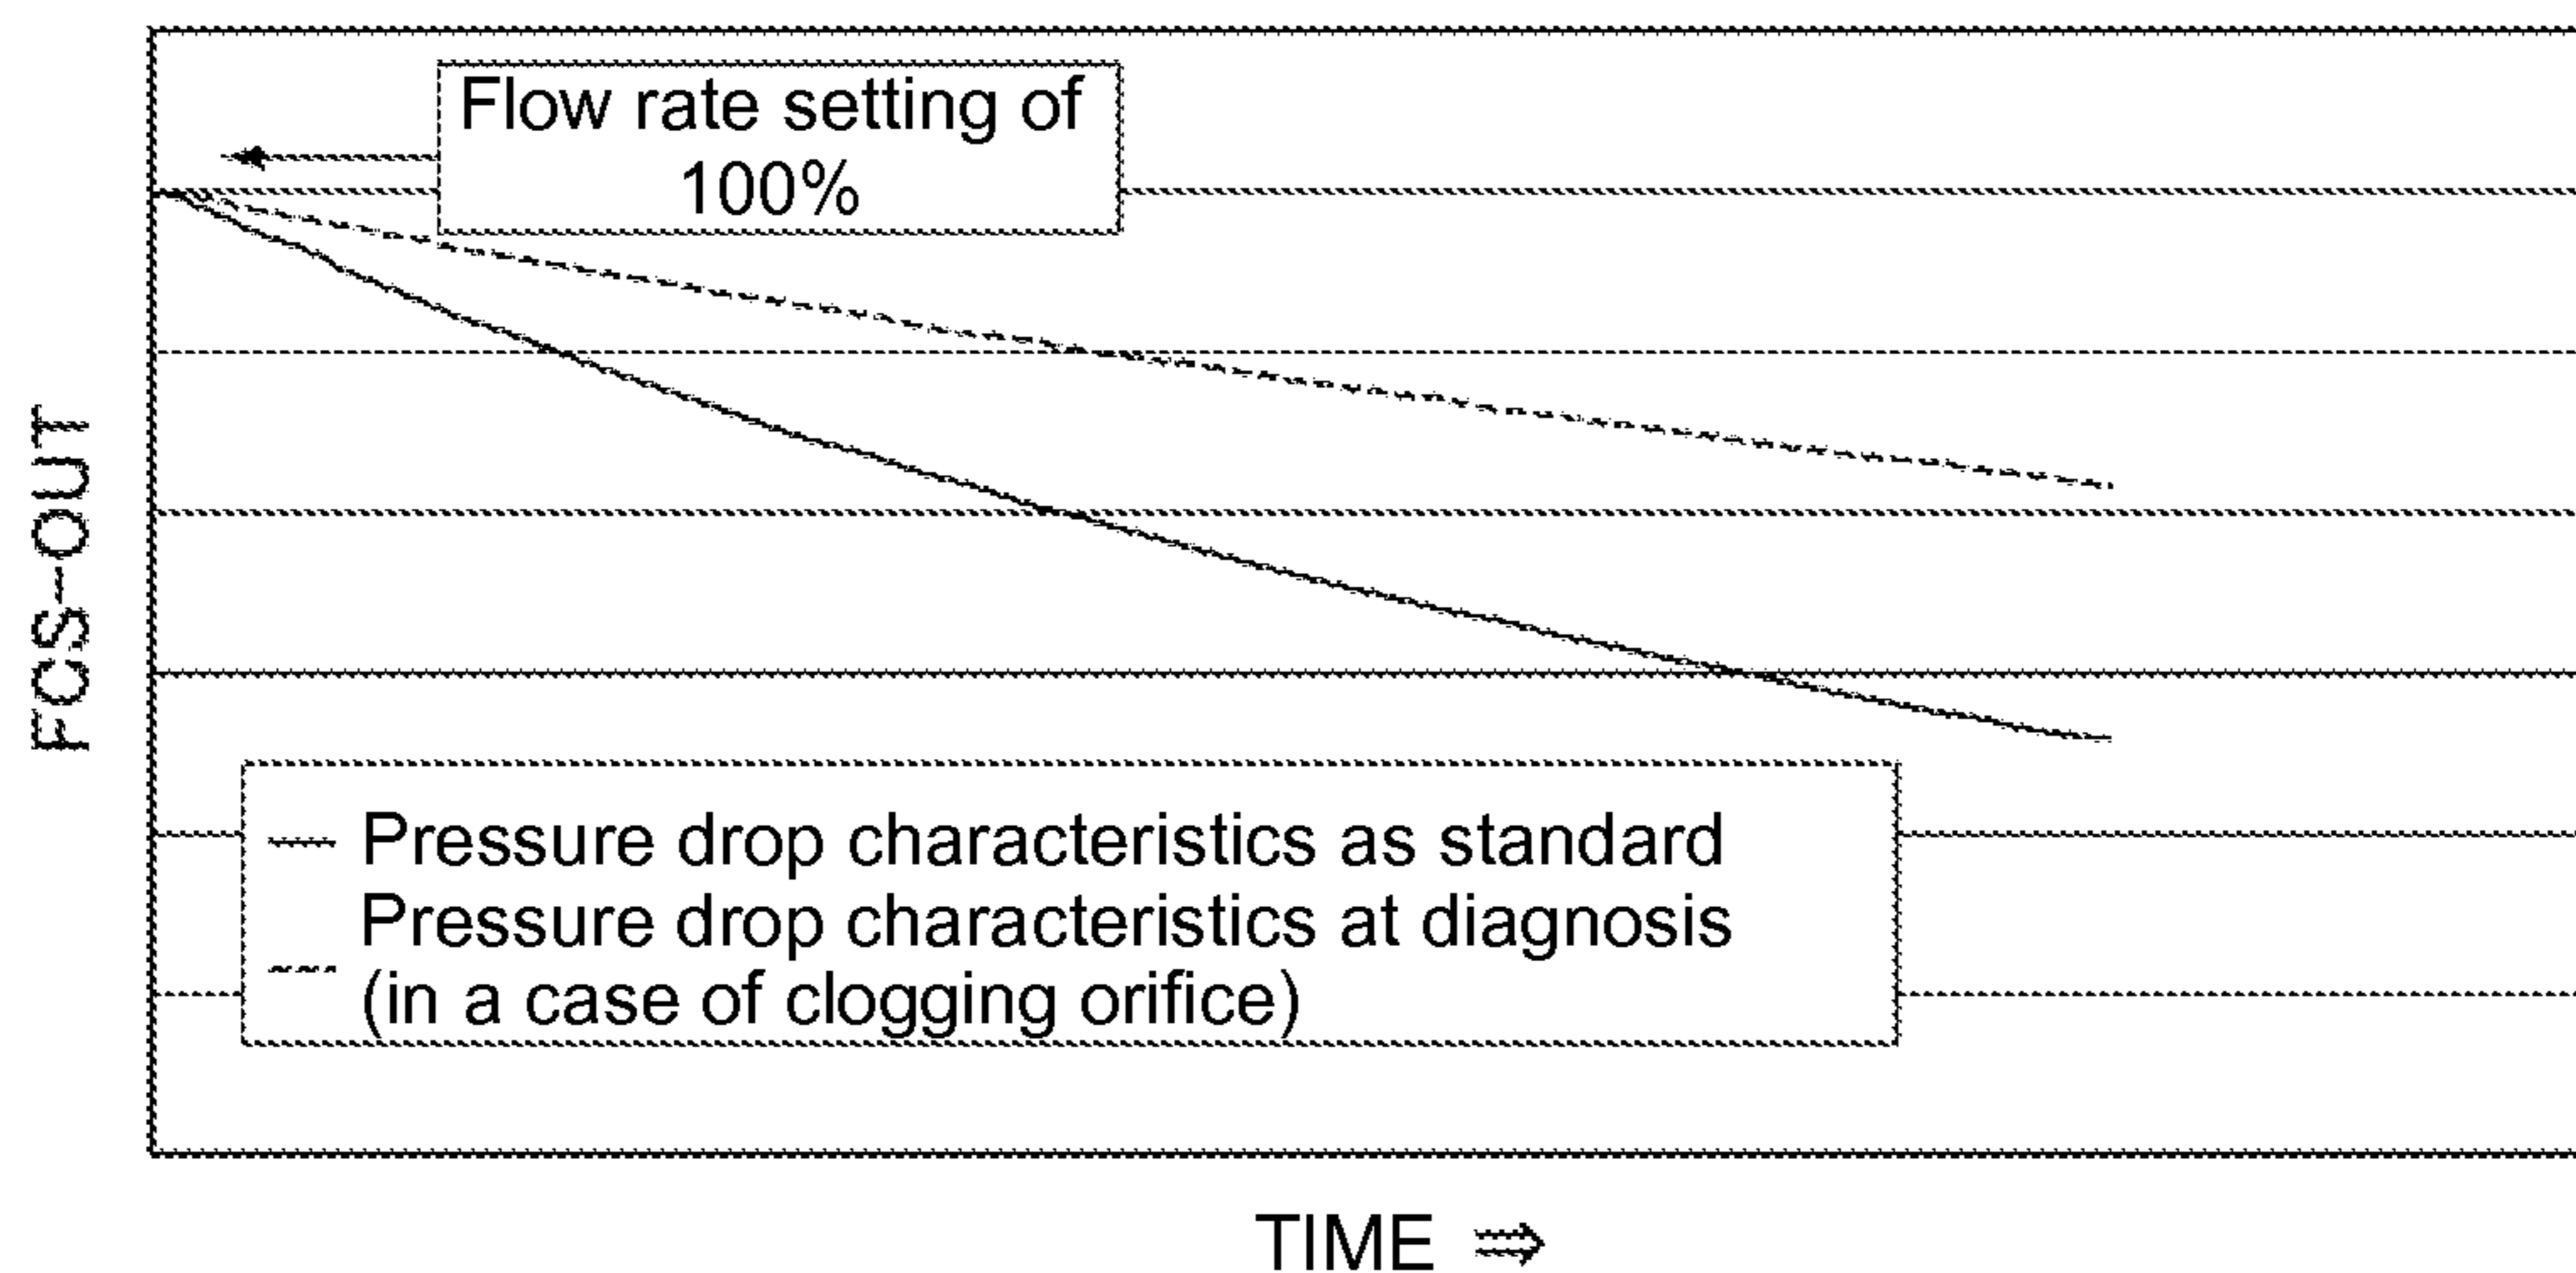 Flow rate setting of
100%
FCS-OUT
Pressure drop characteristics as standard
Pressure drop characteristics at diagnosis
(in a case of clogging orifice)
TIME ⇒